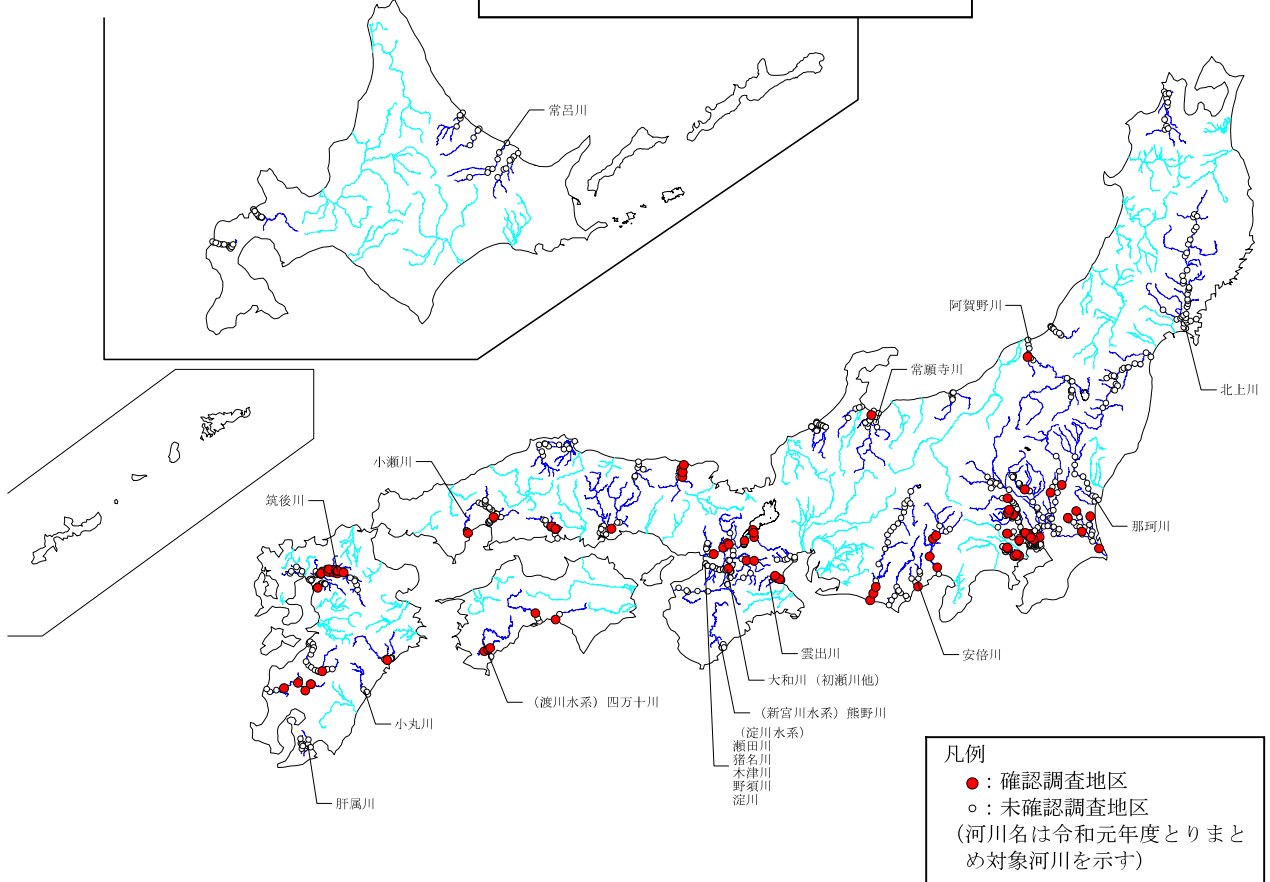 常呂川
阿賀野川
常願寺川
北上川
小瀬川
筑後川
那珂川
雲出川
安倍川
大和川（初瀬川他）
（渡川水系）四万十川
（新宮川水系）熊野川
小丸川
（淀川水系）
瀬田川
猪名川
木津川
野須川
淀川
肝属川
凡例
：確認調査地区
：未確認調査地区
（河川名は令和元年度とりまと
め対象河川を示す）